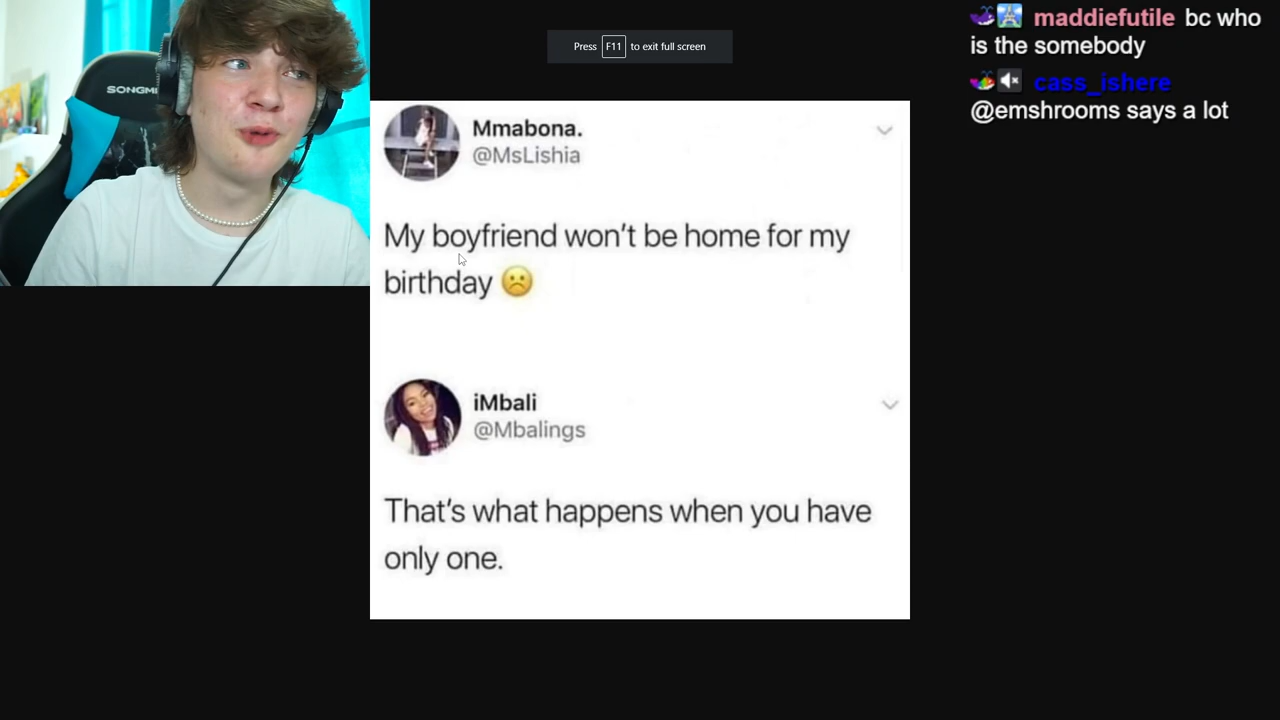 SONGMI
Press F11 to exit full screen
Mmabona.
@MsLishia
My boyfriend won't be home for my
birthday ☹️
iMbali
@Mbalings
That's what happens when you have
only one.
maddiefutile bc who
is the somebody
cass_ishere
@emshrooms says a lot